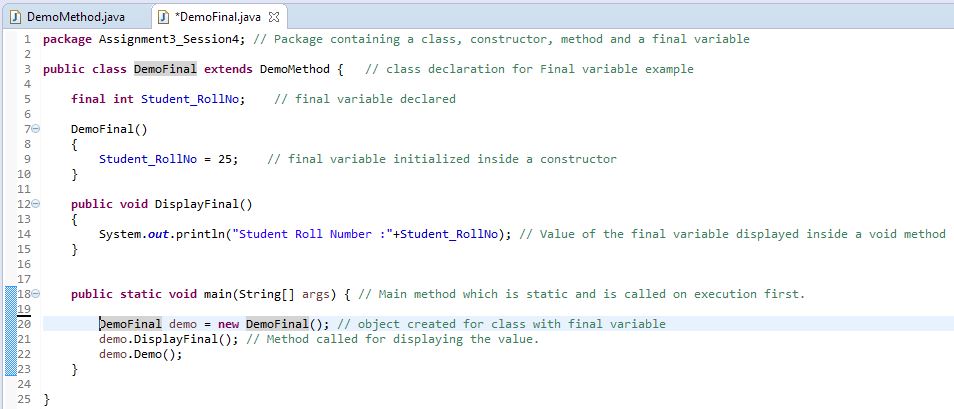 DemoMethod.java *DemoFinal.java
1 package Assignment3_Session4; // Package containing a class, constructor, method and a final variable
2
3 public class DemoFinal extends DemoMethod {   // class declaration for Final variable example
4
5     final int Student_RollNo;    // final variable declared
6
7     DemoFinal()
8     {
9         Student_RollNo = 25;    // final variable initialized inside a constructor
10     }
11
12     public void DisplayFinal()
13     {
14         System.out.println("Student Roll Number :"+Student_RollNo); // Value of the final variable displayed inside a void method
15     }
16
17
18     public static void main(String[] args) { // Main method which is static and is called on execution first.
19
20         DemoFinal demo = new DemoFinal(); // object created for class with final variable
21         demo.DisplayFinal(); // Method called for displaying the value.
22         demo.Demo();
23     }
24
25 }